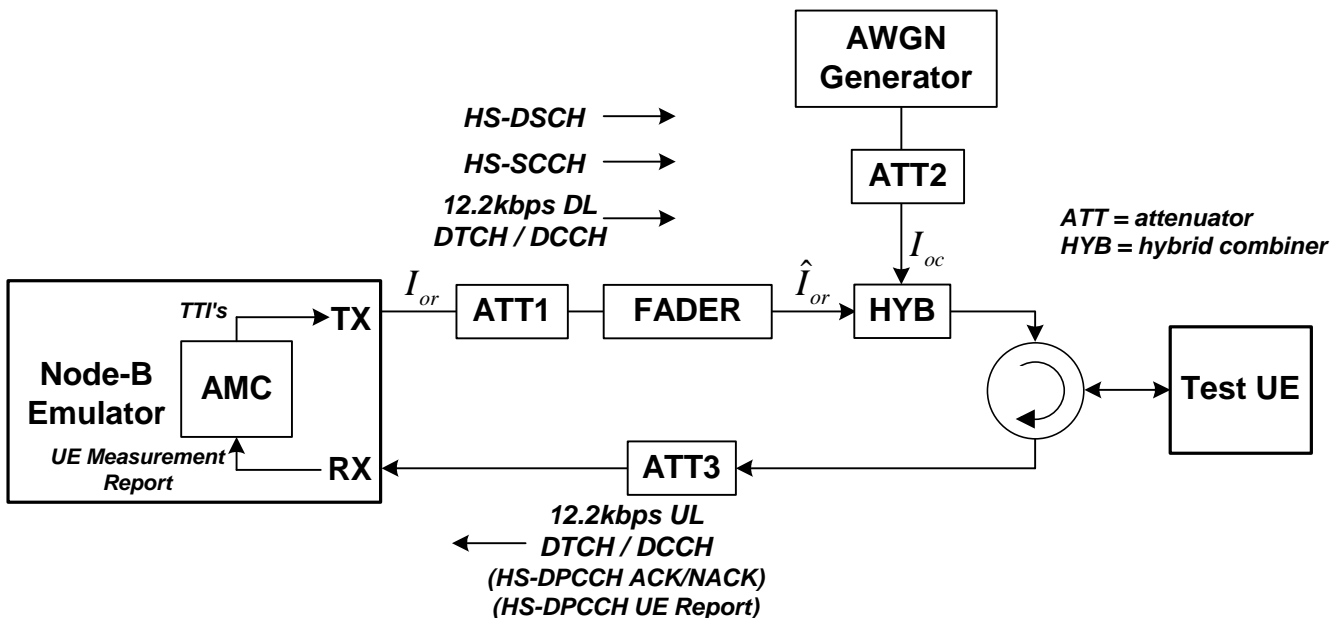 AWGN
Generator
HS-DSCH
HS-SCCH
12.2kbps DL
DTCH / DCCH
ATT2
ATT = attenuator
HYB = hybrid combiner
I_oc
I_or
Î_or
TTI's
TX
ATT1
FADER
HYB
Node-B
Emulator
AMC
Test UE
UE Measurement
Report
RX
ATT3
12.2kbps UL
DTCH / DCCH
(HS-DPCCH ACK/NACK)
(HS-DPCCH UE Report)